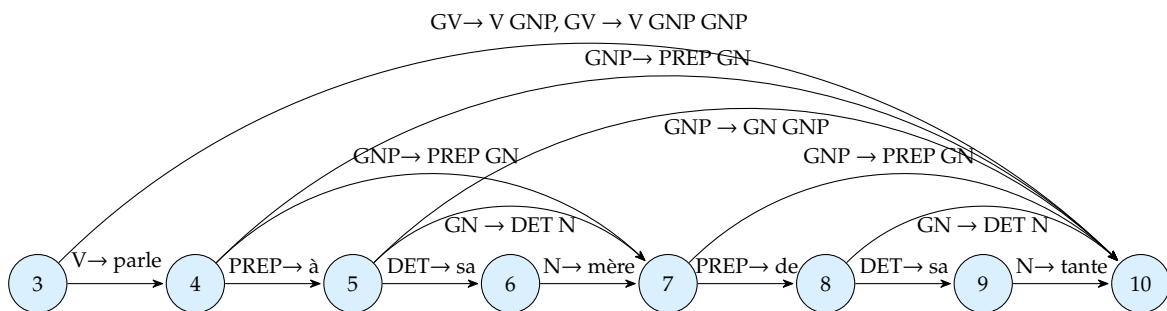 GV→ V GNP, GV → V GNP GNP
GNP→ PREP GN
GNP → GN GNP
GNP→ PREP GN
GNP → PREP GN
GN → DET N
GN → DET N
V→ parle
PREP→ à
DET→ sa
N→ mère
PREP→ de
DET→ sa
N→ tante
3
4
5
6
7
8
9
10